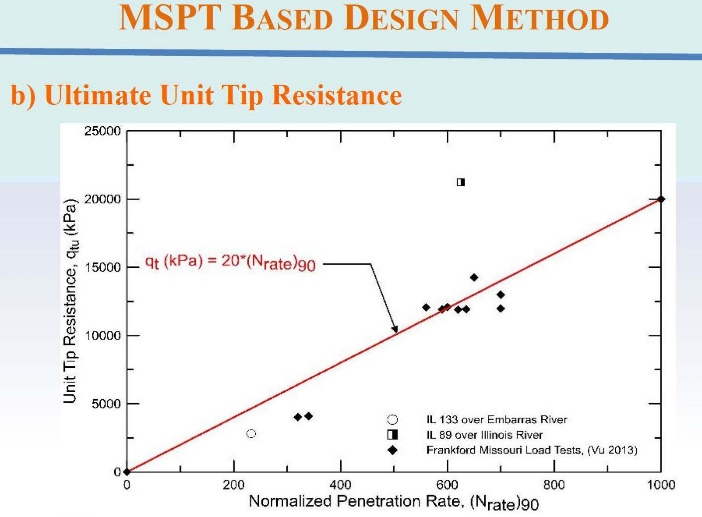 MSPT BASED DESIGN METHOD
b) Ultimate Unit Tip Resistance
25000
20000
15000
10000
5000
0
Unit Tip Resistance, qtu (kPa)
qt (kPa) = 20*(Nrate)90
IL 133 over Embarras River
IL 89 over Illinois River
Frankford Missouri Load Tests, (Vu 2013)
0 200 400 600 800 1000
Normalized Penetration Rate, (Nrate)90